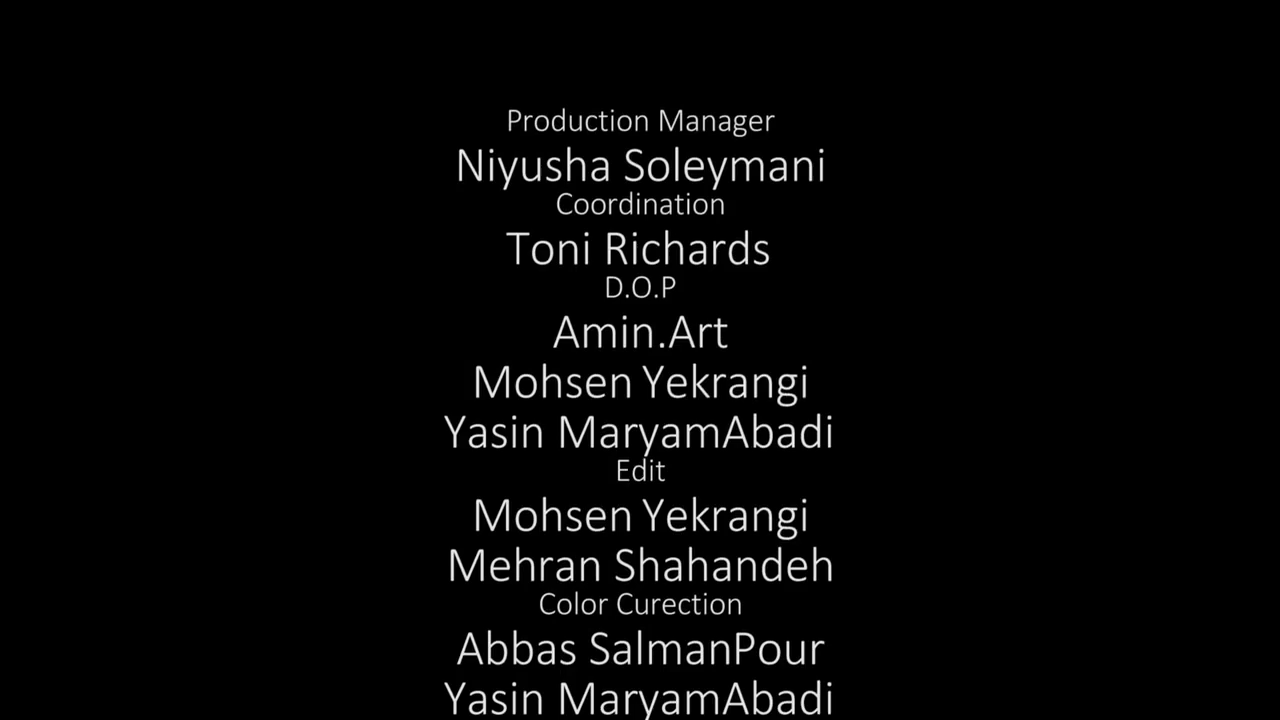 Production Manager
Niyusha Soleymani
Coordination
Toni Richards
D.O.P
Amin.Art
Mohsen Yekrangi
Yasin MaryamAbadi
Edit
Mohsen Yekrangi
Mehran Shahandeh
Color Curection
Abbas SalmanPour
Yasin MaryamAbadi